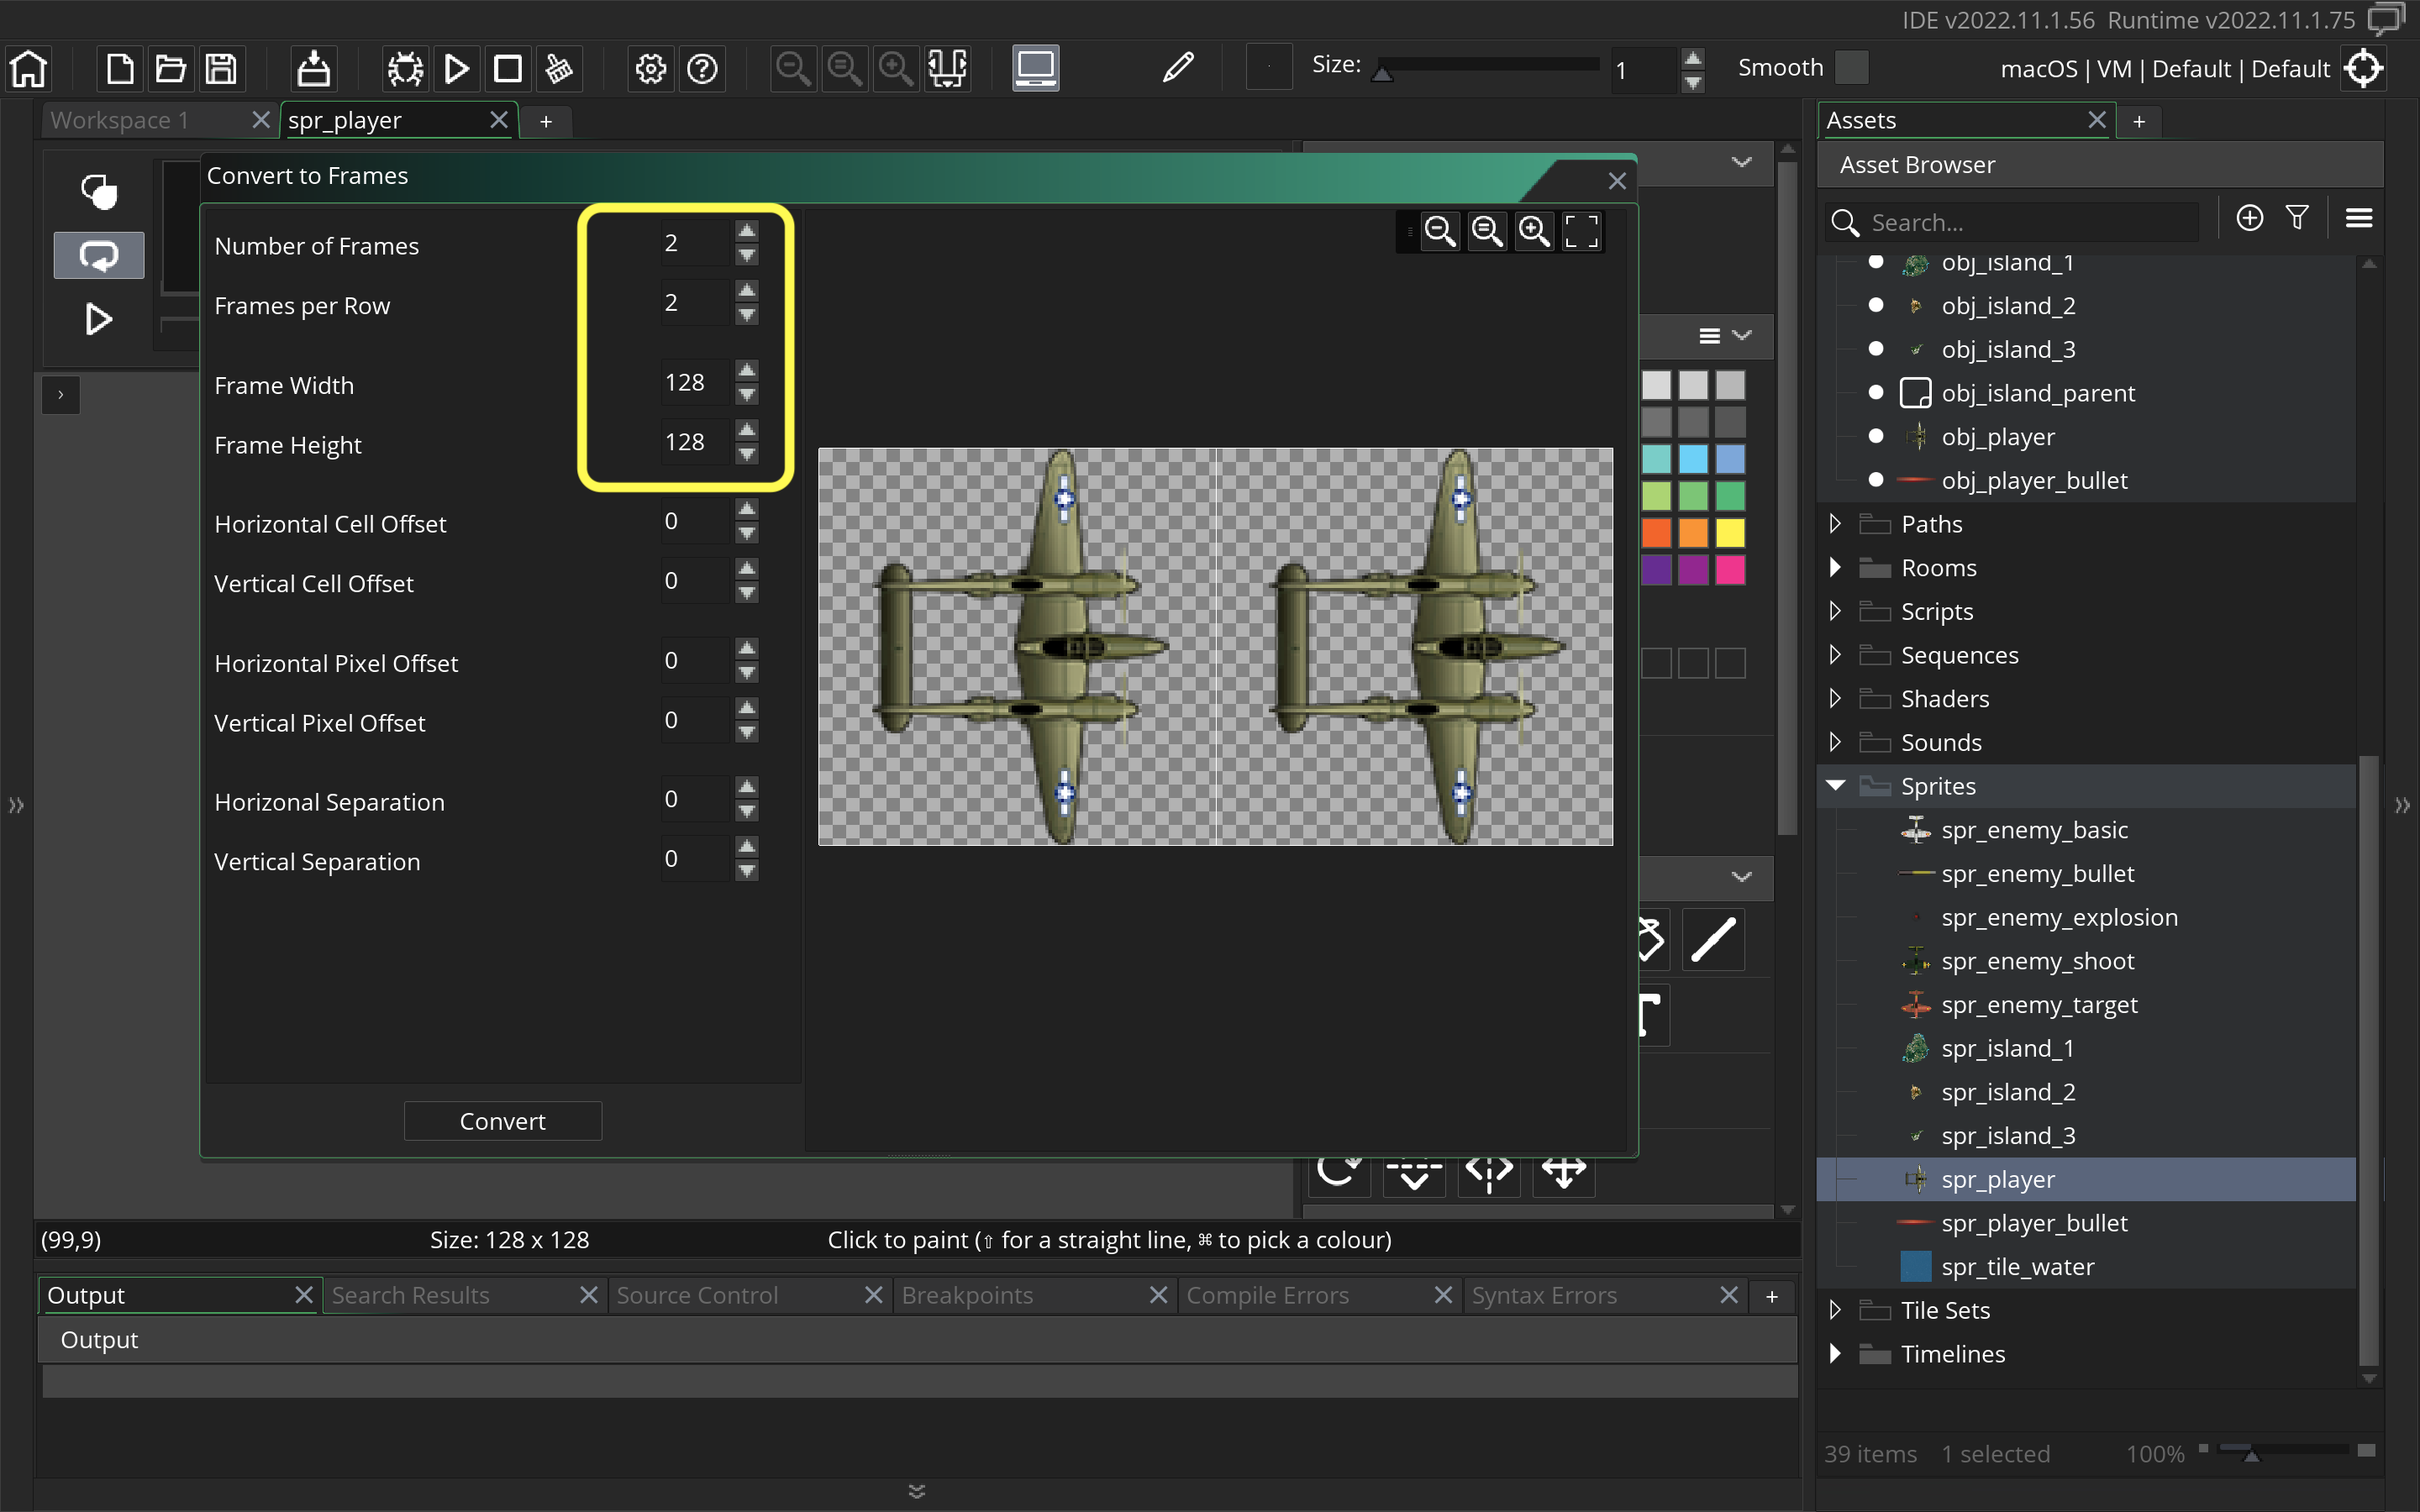 IDE v2022.11.1.56 Runtime v2022.11.1.75
Size: 1 Smooth macOS | VM | Default | Default
Workspace 1 spr_player +
Assets +
Convert to Frames
Asset Browser
Search...
Number of Frames 2
Frames per Row 2
Frame Width 128
Frame Height 128
Horizontal Cell Offset 0
Vertical Cell Offset 0
Horizontal Pixel Offset 0
Vertical Pixel Offset 0
Horizonal Separation 0
Vertical Separation 0
Convert
obj_island_1
obj_island_2
obj_island_3
obj_island_parent
obj_player
obj_player_bullet
Paths
Rooms
Scripts
Sequences
Shaders
Sounds
Sprites
spr_enemy_basic
spr_enemy_bullet
spr_enemy_explosion
spr_enemy_shoot
spr_enemy_target
spr_island_1
spr_island_2
spr_island_3
spr_player
spr_player_bullet
spr_tile_water
Tile Sets
Timelines
39 items 1 selected 100%
(99,9) Size: 128 x 128 Click to paint (⇧ for a straight line, ⌘ to pick a colour)
Output Search Results Source Control Breakpoints Compile Errors Syntax Errors +
Output